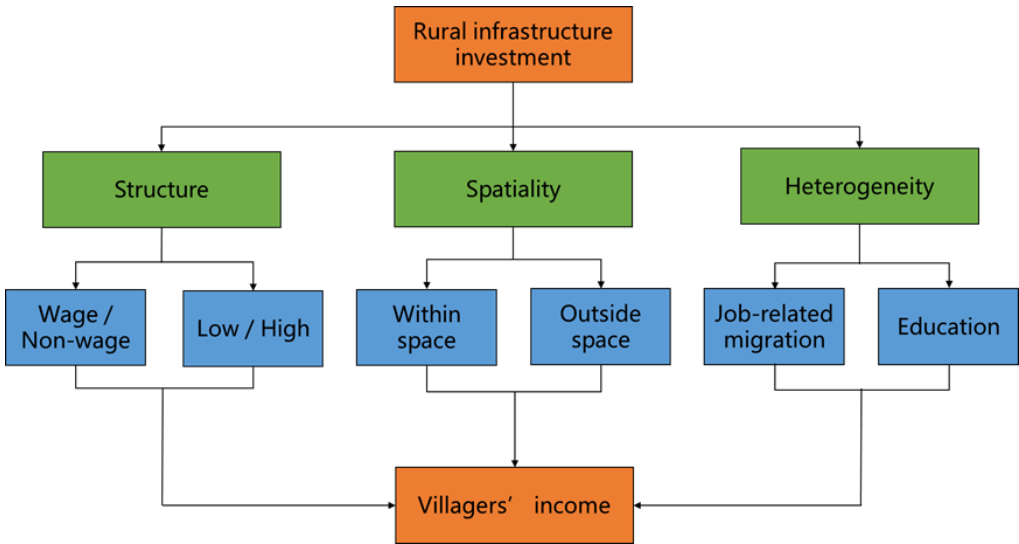 Rural infrastructure
investment
Structure
Spatiality
Heterogeneity
Wage /
Non-wage
Low / High
Within
space
Outside
space
Job-related
migration
Education
Villagers’ income